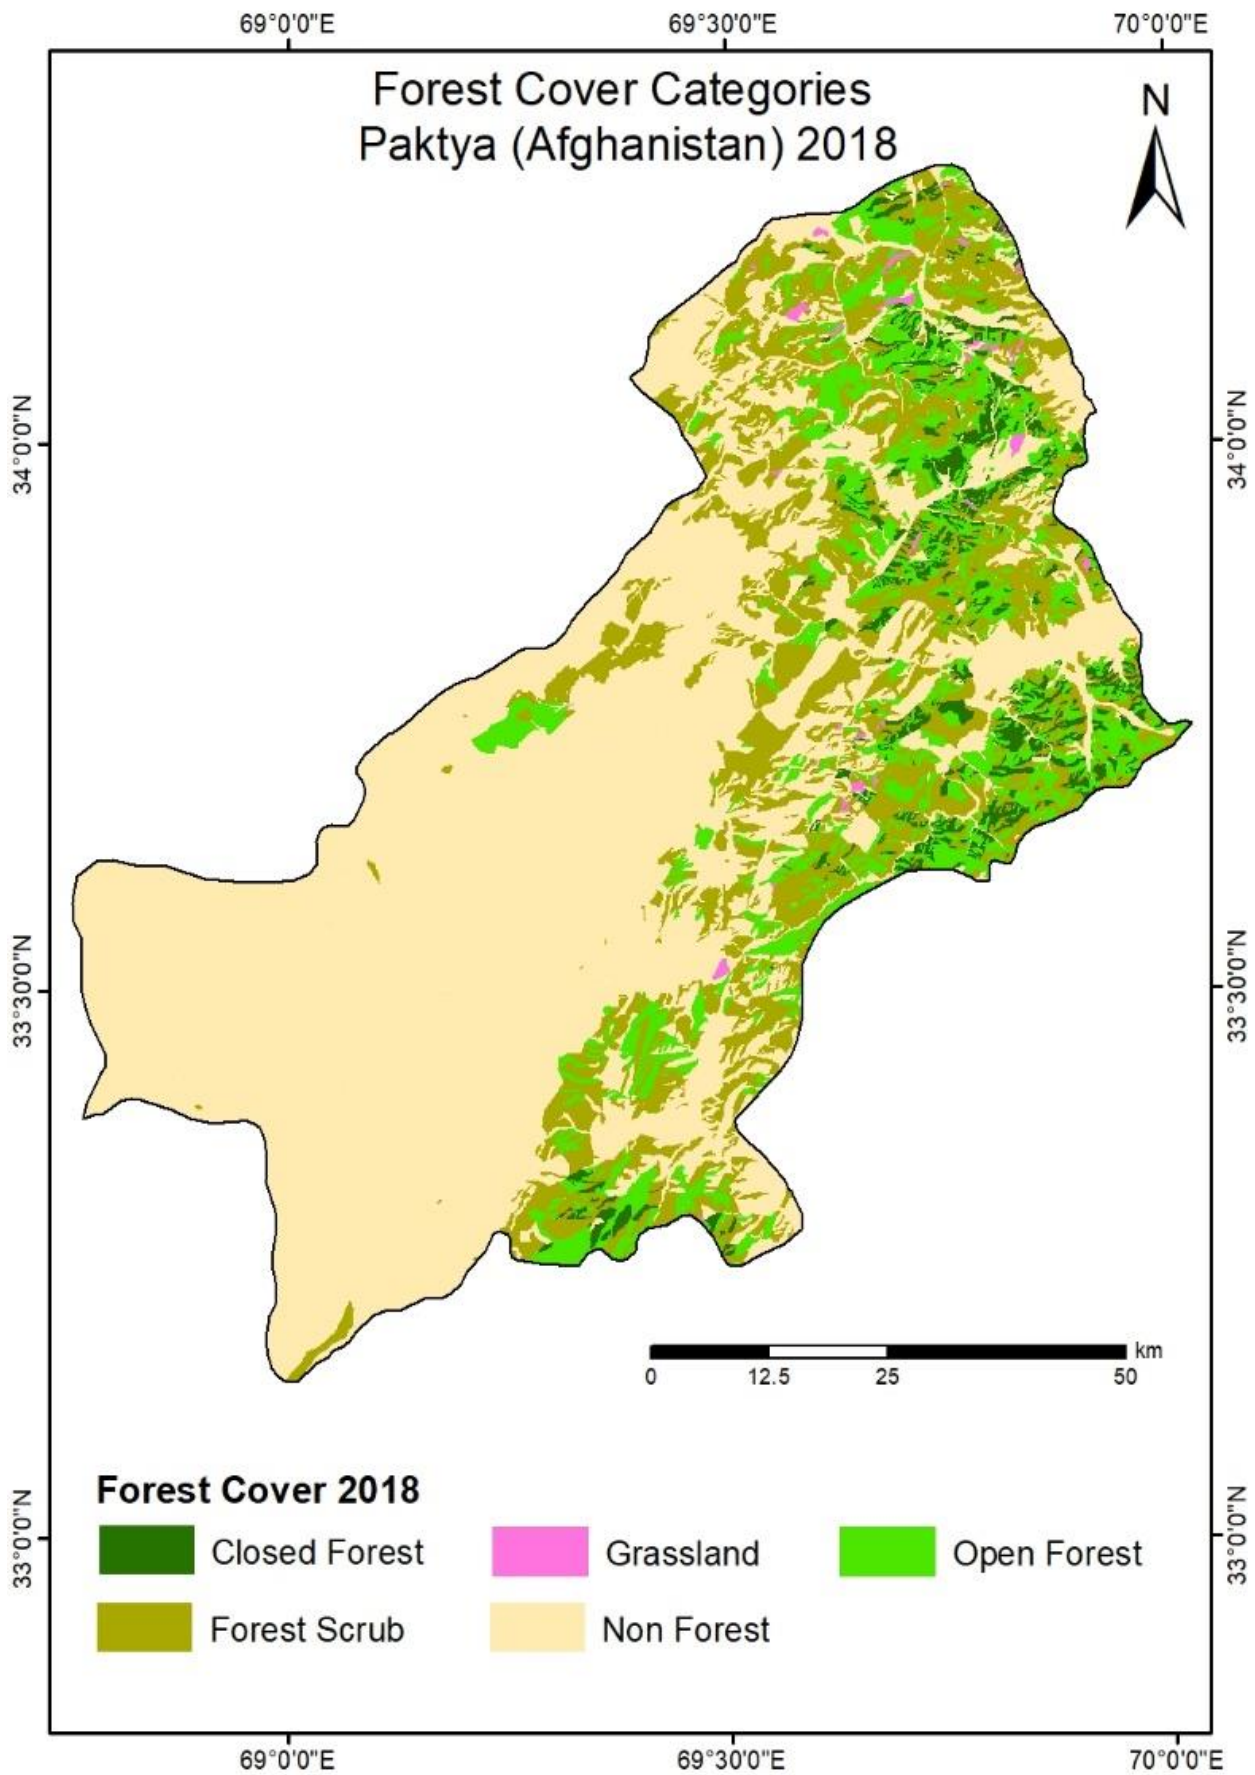 69°0'0"E 69°30'0"E 70°0'0"E
Forest Cover Categories
Paktya (Afghanistan) 2018
N
34°0'0"N 34°0'0"N
33°30'0"N 33°30'0"N
km
0 12.5 25 50
Forest Cover 2018
Closed Forest Grassland Open Forest
Forest Scrub Non Forest
33°0'0"N 33°0'0"N
69°0'0"E 69°30'0"E 70°0'0"E